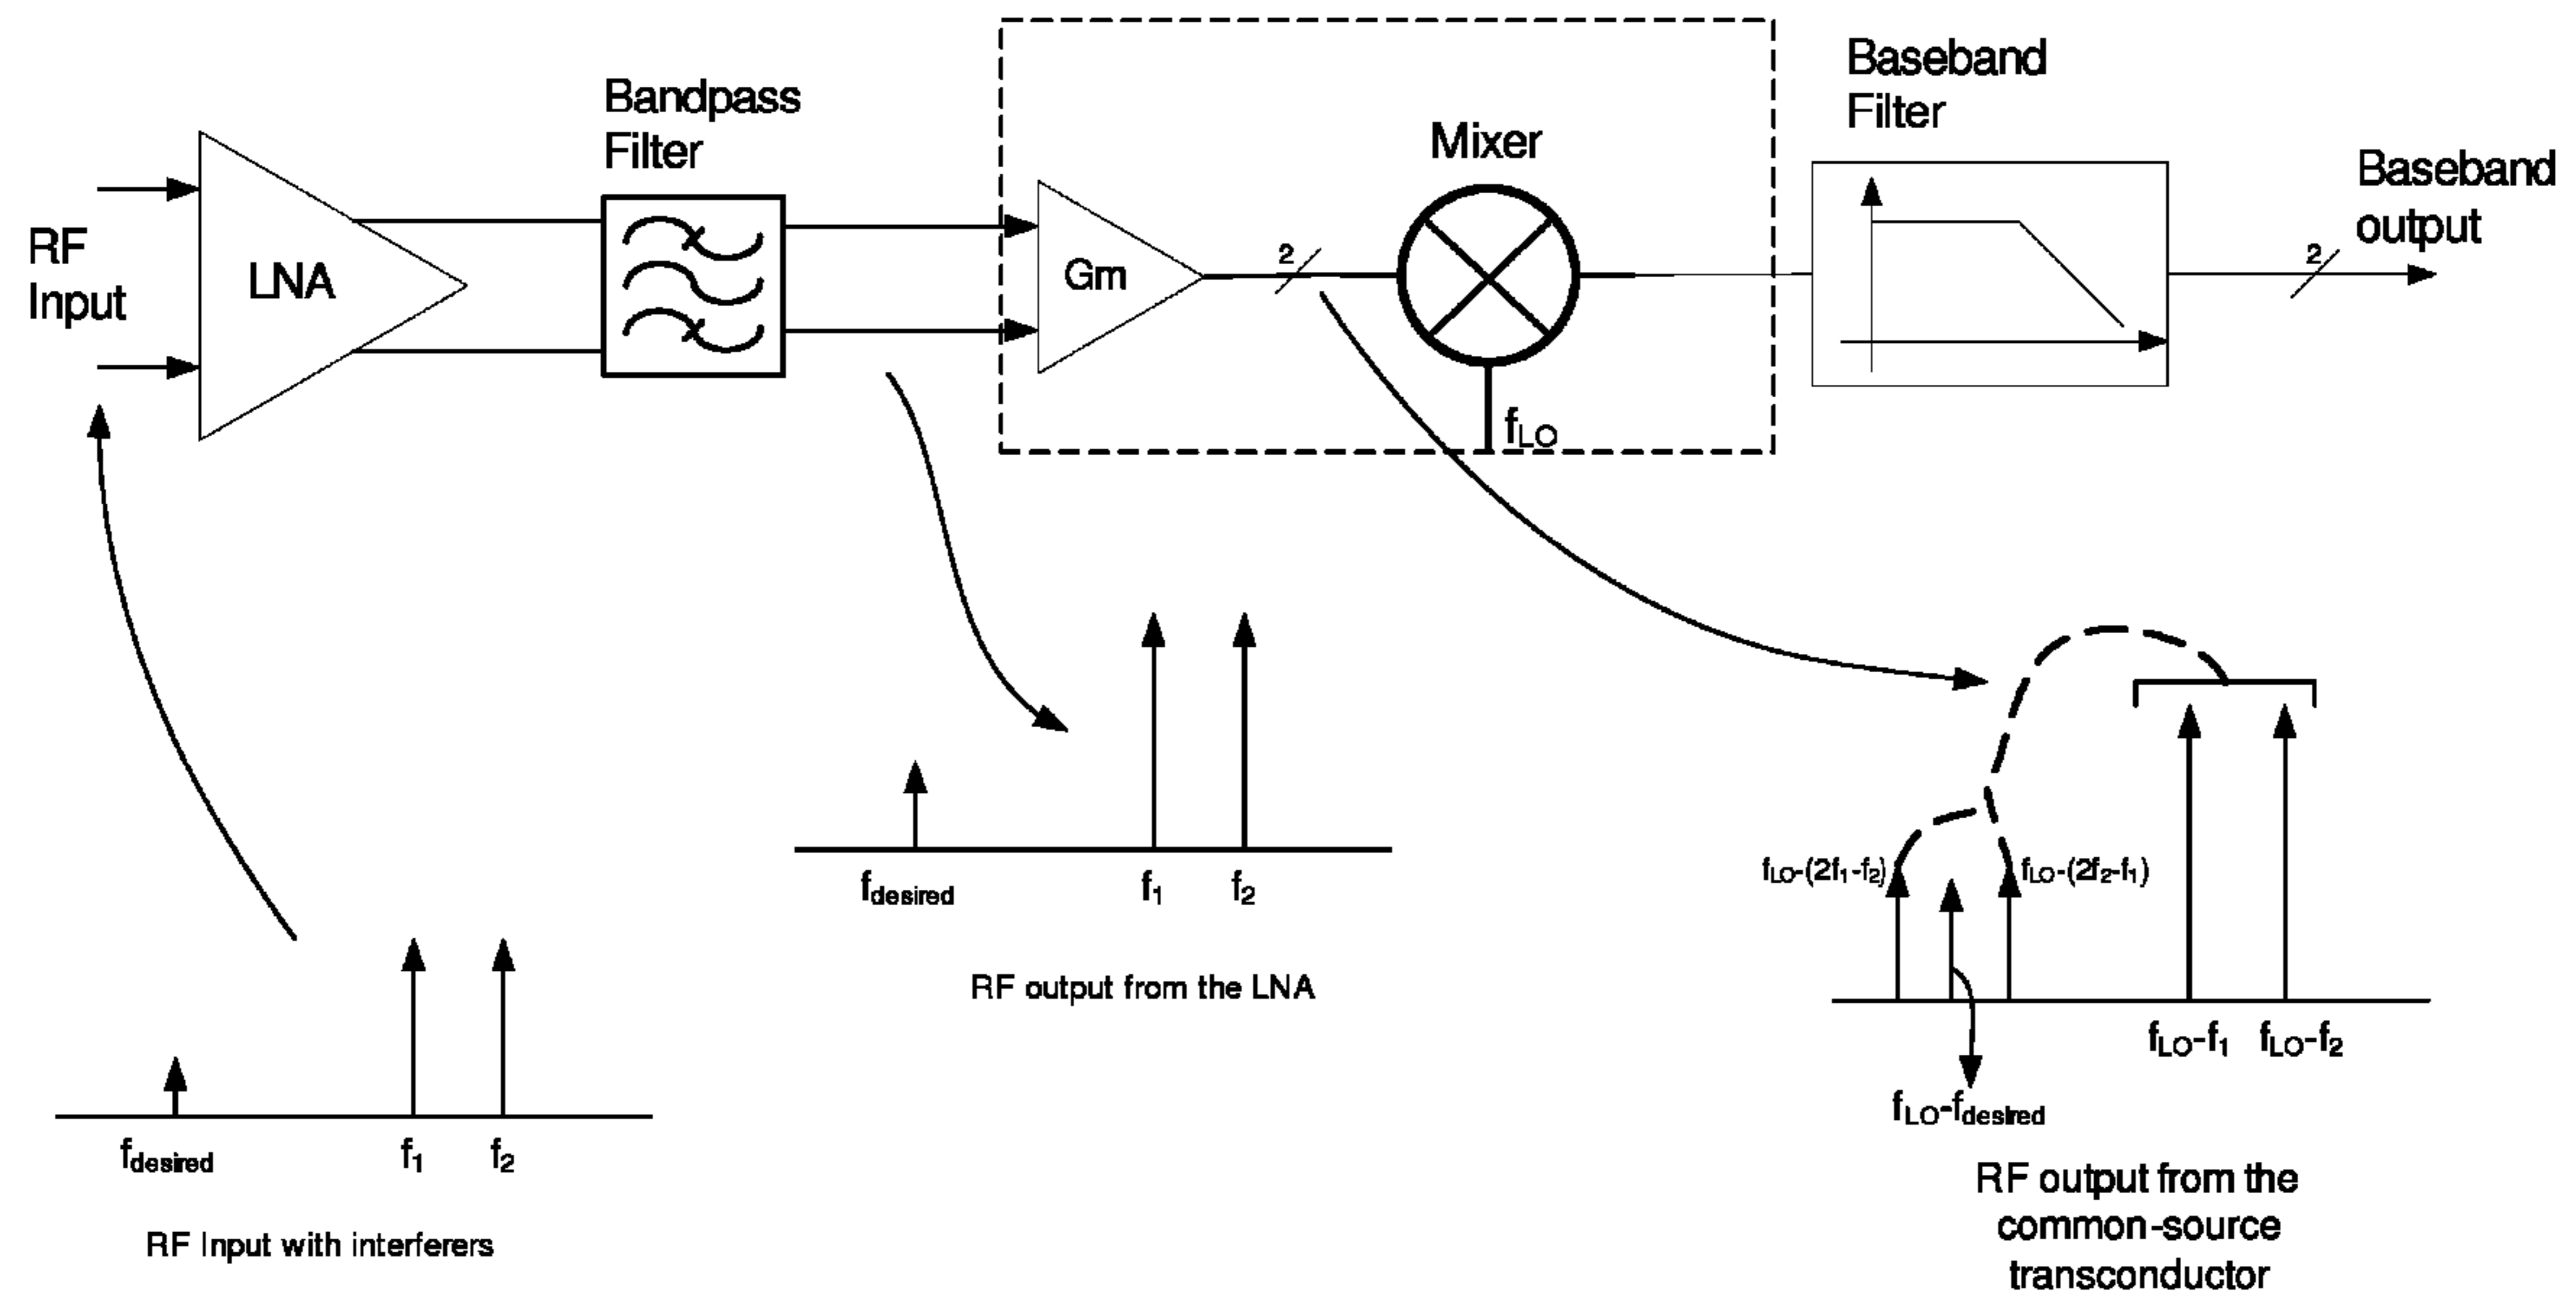 Bandpass
Filter
Baseband
Filter
Mixer
Baseband
output
RF
Input
LNA
Gm
2
2
fLO
fLO-(2f1-f2)
fLO-(2f2-f1)
fdesired
f1
f2
RF output from the LNA
fLO-f1
fLO-f2
fLO-fdesired
fdesired
f1
f2
RF Input with interferers
RF output from the
common-source
transconductor